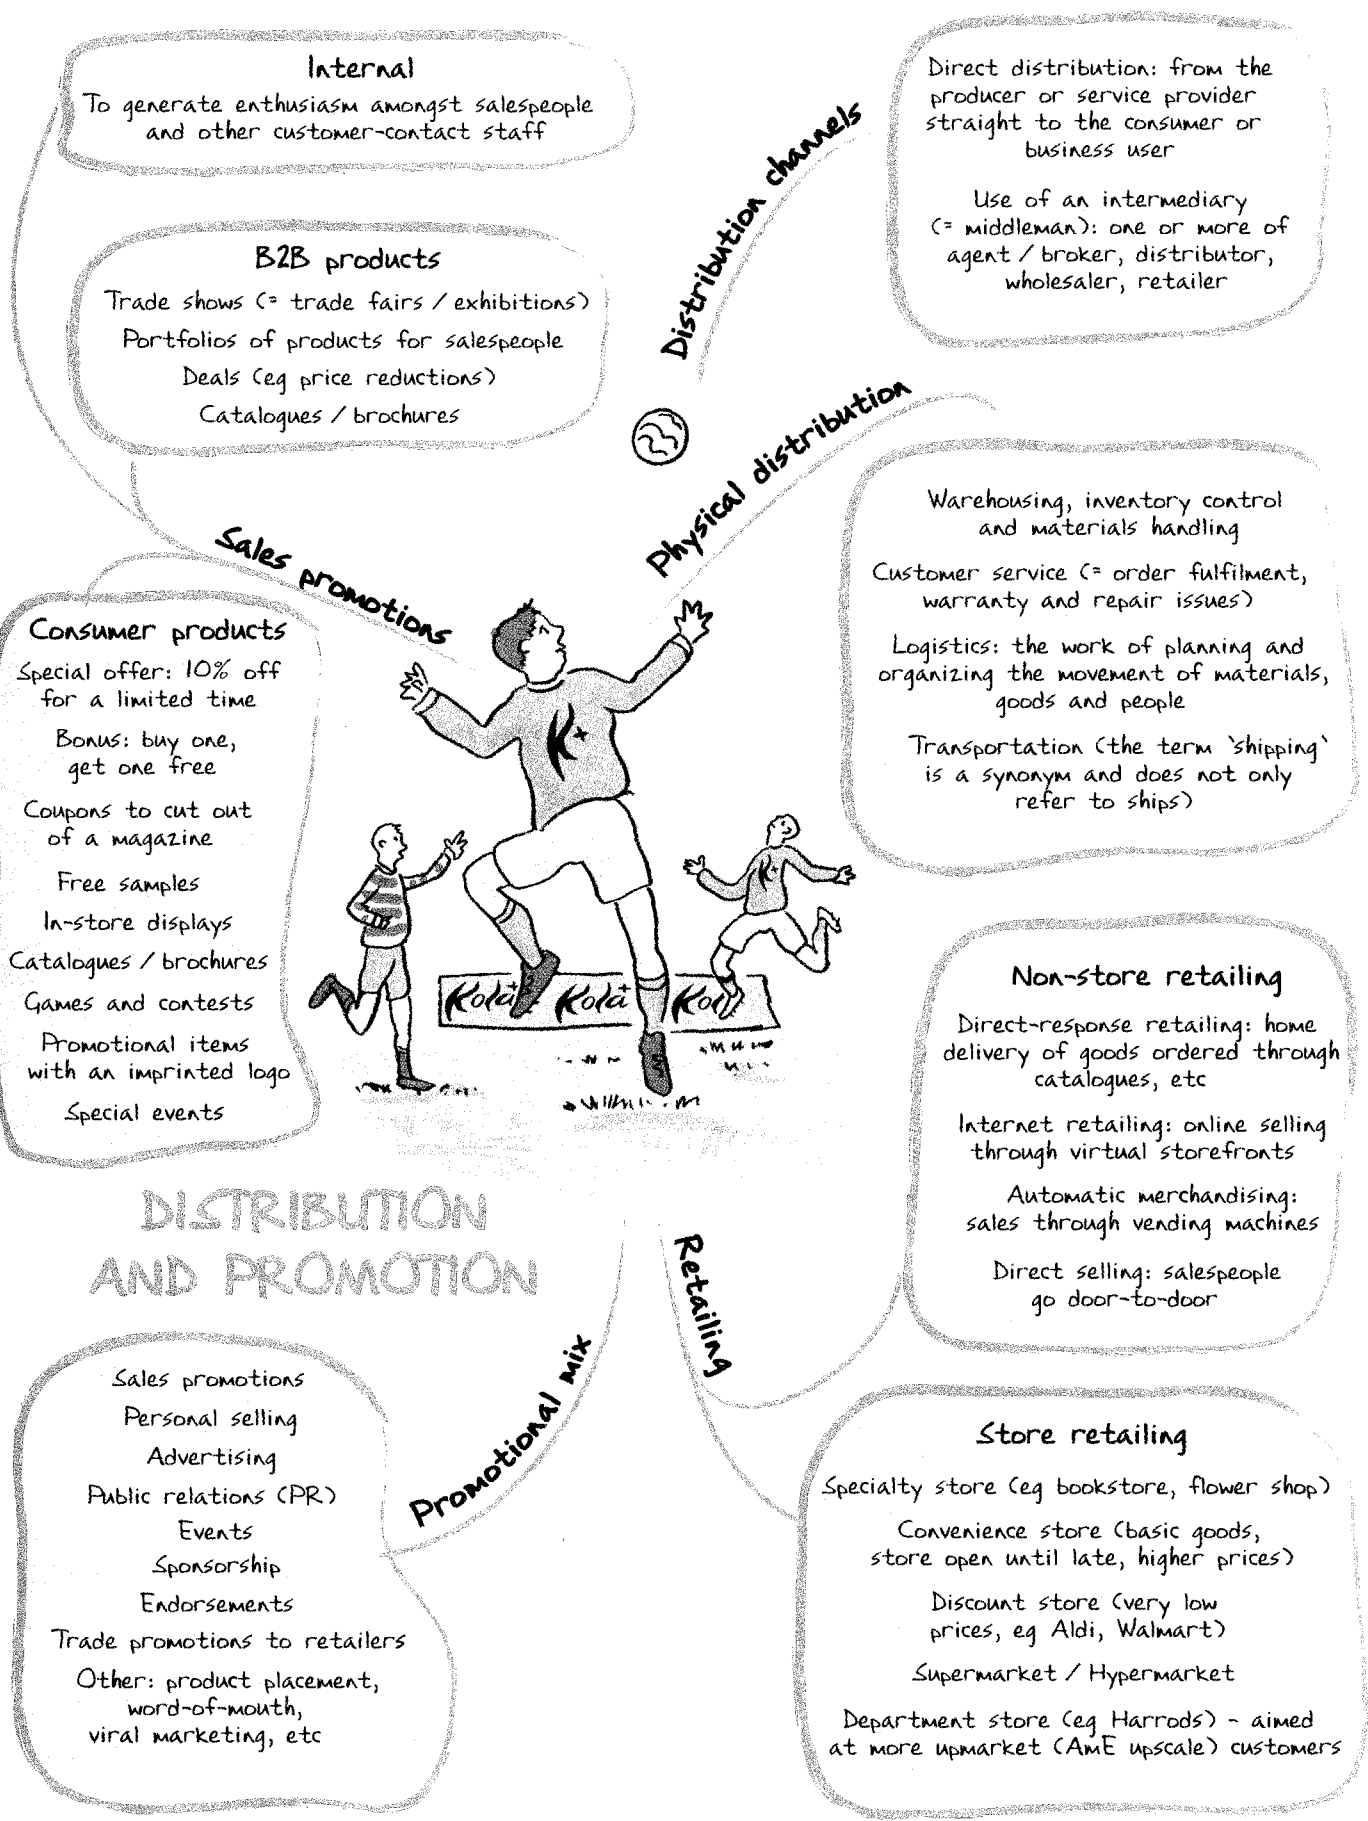 Internal
To generate enthusiasm amongst salespeople
and other customer-contact staff
B2B products
Trade shows (= trade fairs / exhibitions)
Portfolios of products for salespeople
Deals (eg price reductions)
Catalogues / brochures
Sales promotions
Consumer products
Special offer: 10% off
for a limited time
Bonus: buy one,
get one free
Coupons to cut out
of a magazine
Free samples
In-store displays
Catalogues / brochures
Games and contests
Promotional items
with an imprinted logo
Special events
Distribution channels
Direct distribution: from the
producer or service provider
straight to the consumer or
business user
Use of an intermediary
(= middleman): one or more of
agent / broker, distributor,
wholesaler, retailer
Physical distribution
Warehousing, inventory control
and materials handling
Customer service (= order fulfilment,
warranty and repair issues)
Logistics: the work of planning and
organizing the movement of materials,
goods and people
Transportation (the term 'shipping'
is a synonym and does not only
refer to ships)
K+
K+
Kola+ Kola+ Kol
DISTRIBUTION
AND PROMOTION
Retailing
Non-store retailing
Direct-response retailing: home
delivery of goods ordered through
catalogues, etc
Internet retailing: online selling
through virtual storefronts
Automatic merchandising:
sales through vending machines
Direct selling: salespeople
go door-to-door
Store retailing
Specialty store (eg bookstore, flower shop)
Convenience store (basic goods,
store open until late, higher prices)
Discount store (very low
prices, eg Aldi, Walmart)
Supermarket / Hypermarket
Department store (eg Harrods) - aimed
at more upmarket (AmE upscale) customers
Promotional mix
Sales promotions
Personal selling
Advertising
Public relations (PR)
Events
Sponsorship
Endorsements
Trade promotions to retailers
Other: product placement,
word-of-mouth,
viral marketing, etc